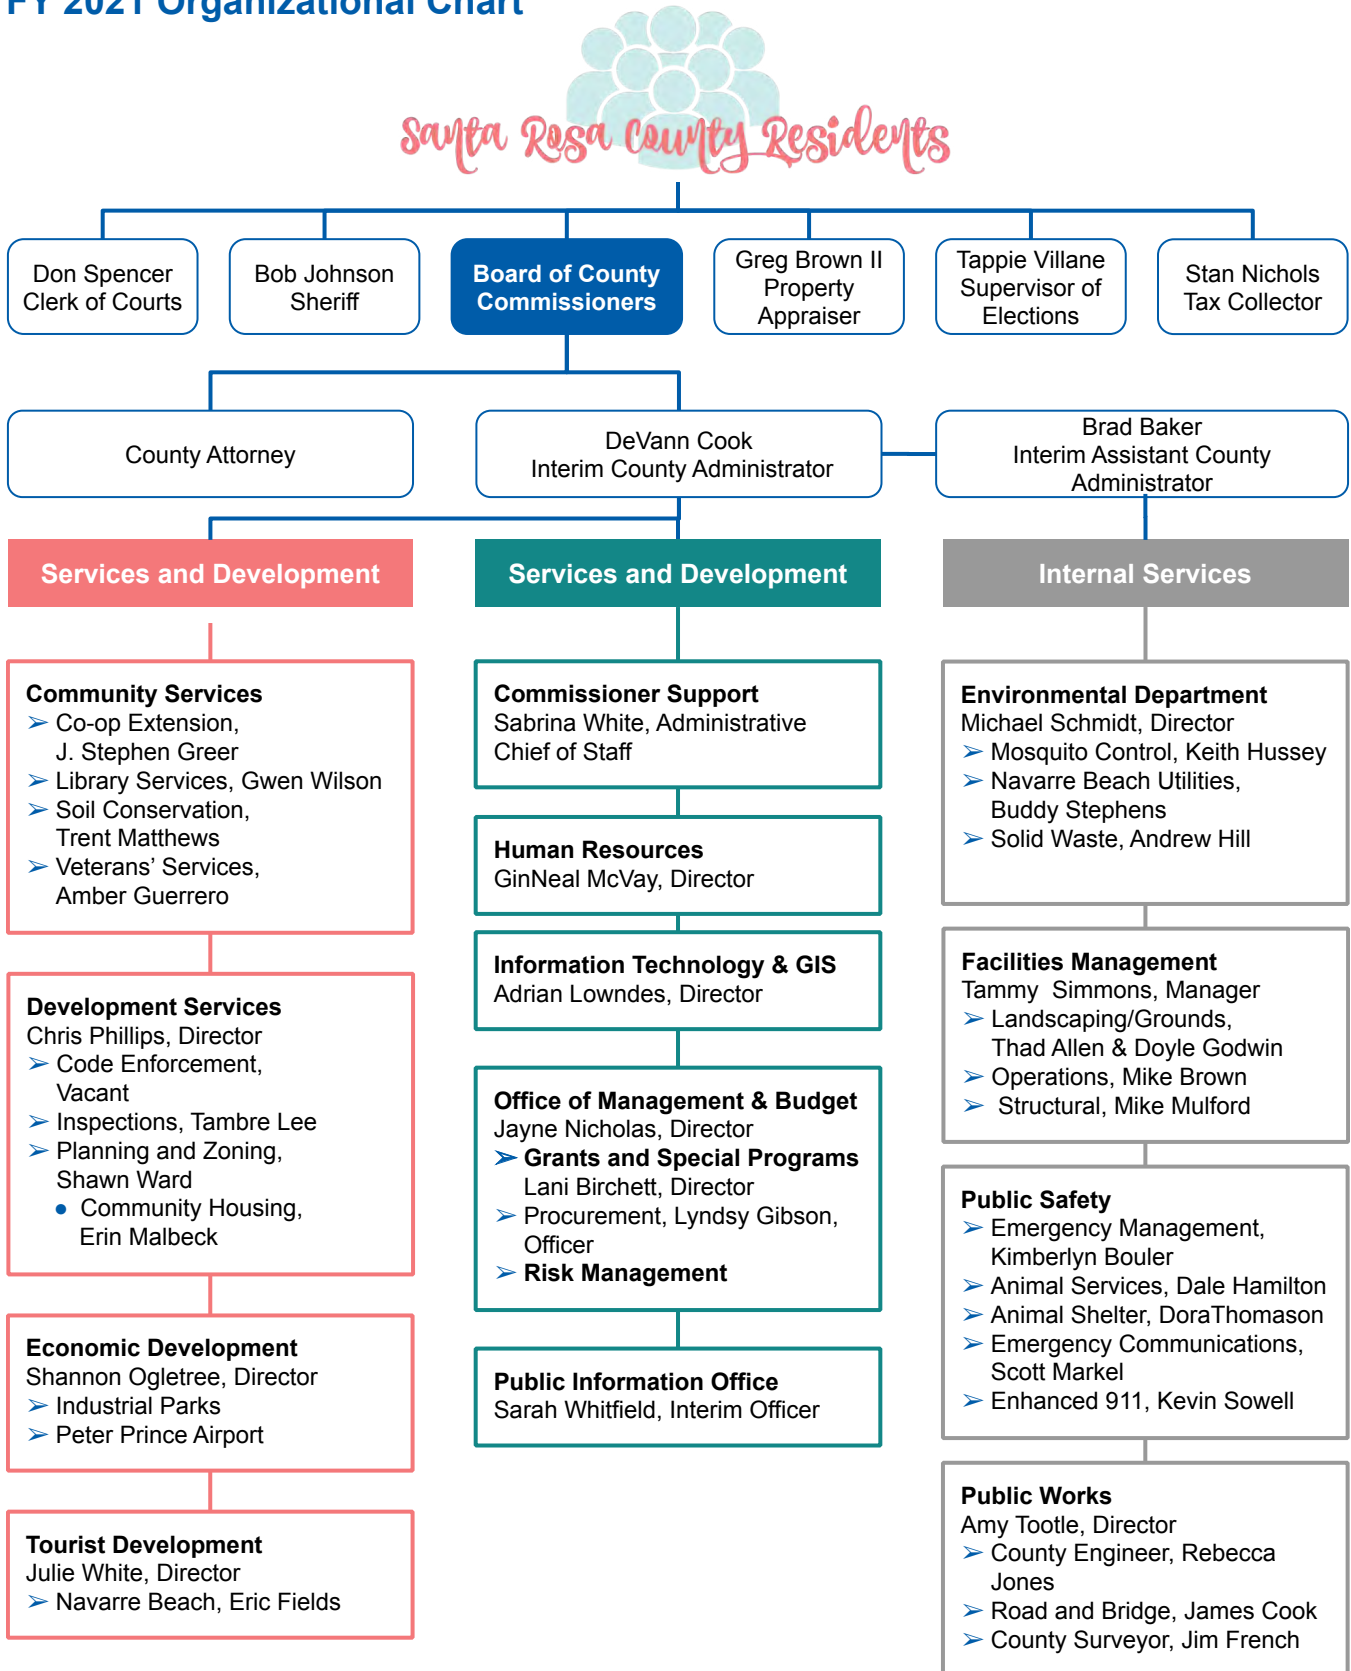 FY 2021 Organizational Chart
Santa Rosa County Residents
Don Spencer
Clerk of Courts
Bob Johnson
Sheriff
Board of County
Commissioners
Greg Brown II
Property
Appraiser
Tappie Villane
Supervisor of
Elections
Stan Nichols
Tax Collector
County Attorney
DeVann Cook
Interim County Administrator
Brad Baker
Interim Assistant County
Administrator
Services and Development
Community Services
➢ Co-op Extension,
J. Stephen Greer
➢ Library Services, Gwen Wilson
➢ Soil Conservation,
Trent Matthews
➢ Veterans’ Services,
Amber Guerrero
Development Services
Chris Phillips, Director
➢ Code Enforcement,
Vacant
➢ Inspections, Tambre Lee
➢ Planning and Zoning,
Shawn Ward
● Community Housing,
Erin Malbeck
Economic Development
Shannon Ogletree, Director
➢ Industrial Parks
➢ Peter Prince Airport
Tourist Development
Julie White, Director
➢ Navarre Beach, Eric Fields
Services and Development
Commissioner Support
Sabrina White, Administrative
Chief of Staff
Human Resources
GinNeal McVay, Director
Information Technology & GIS
Adrian Lowndes, Director
Office of Management & Budget
Jayne Nicholas, Director
➢ Grants and Special Programs
Lani Birchett, Director
➢ Procurement, Lyndsy Gibson,
Officer
➢ Risk Management
Public Information Office
Sarah Whitfield, Interim Officer
Internal Services
Environmental Department
Michael Schmidt, Director
➢ Mosquito Control, Keith Hussey
➢ Navarre Beach Utilities,
Buddy Stephens
➢ Solid Waste, Andrew Hill
Facilities Management
Tammy Simmons, Manager
➢ Landscaping/Grounds,
Thad Allen & Doyle Godwin
➢ Operations, Mike Brown
➢ Structural, Mike Mulford
Public Safety
➢ Emergency Management,
Kimberlyn Bouler
➢ Animal Services, Dale Hamilton
➢ Animal Shelter, DoraThomason
➢ Emergency Communications,
Scott Markel
➢ Enhanced 911, Kevin Sowell
Public Works
Amy Tootle, Director
➢ County Engineer, Rebecca
Jones
➢ Road and Bridge, James Cook
➢ County Surveyor, Jim French